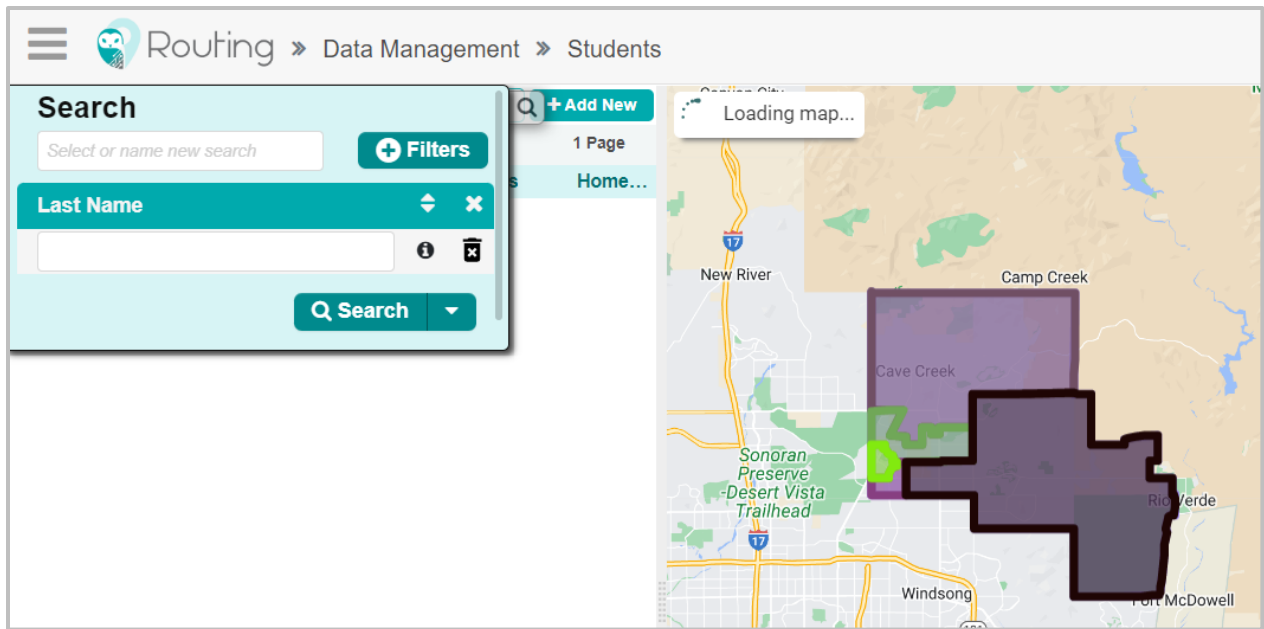 Routing » Data Management » Students
Search
Select or name new search
Filters
Last Name
Search
+ Add New
1 Page
s
Home...
Loading map...
17
New River
Camp Creek
Cave Creek
Sonoran
Preserve
-Desert Vista
Trailhead
Rio Verde
17
Windsong
Fort McDowell